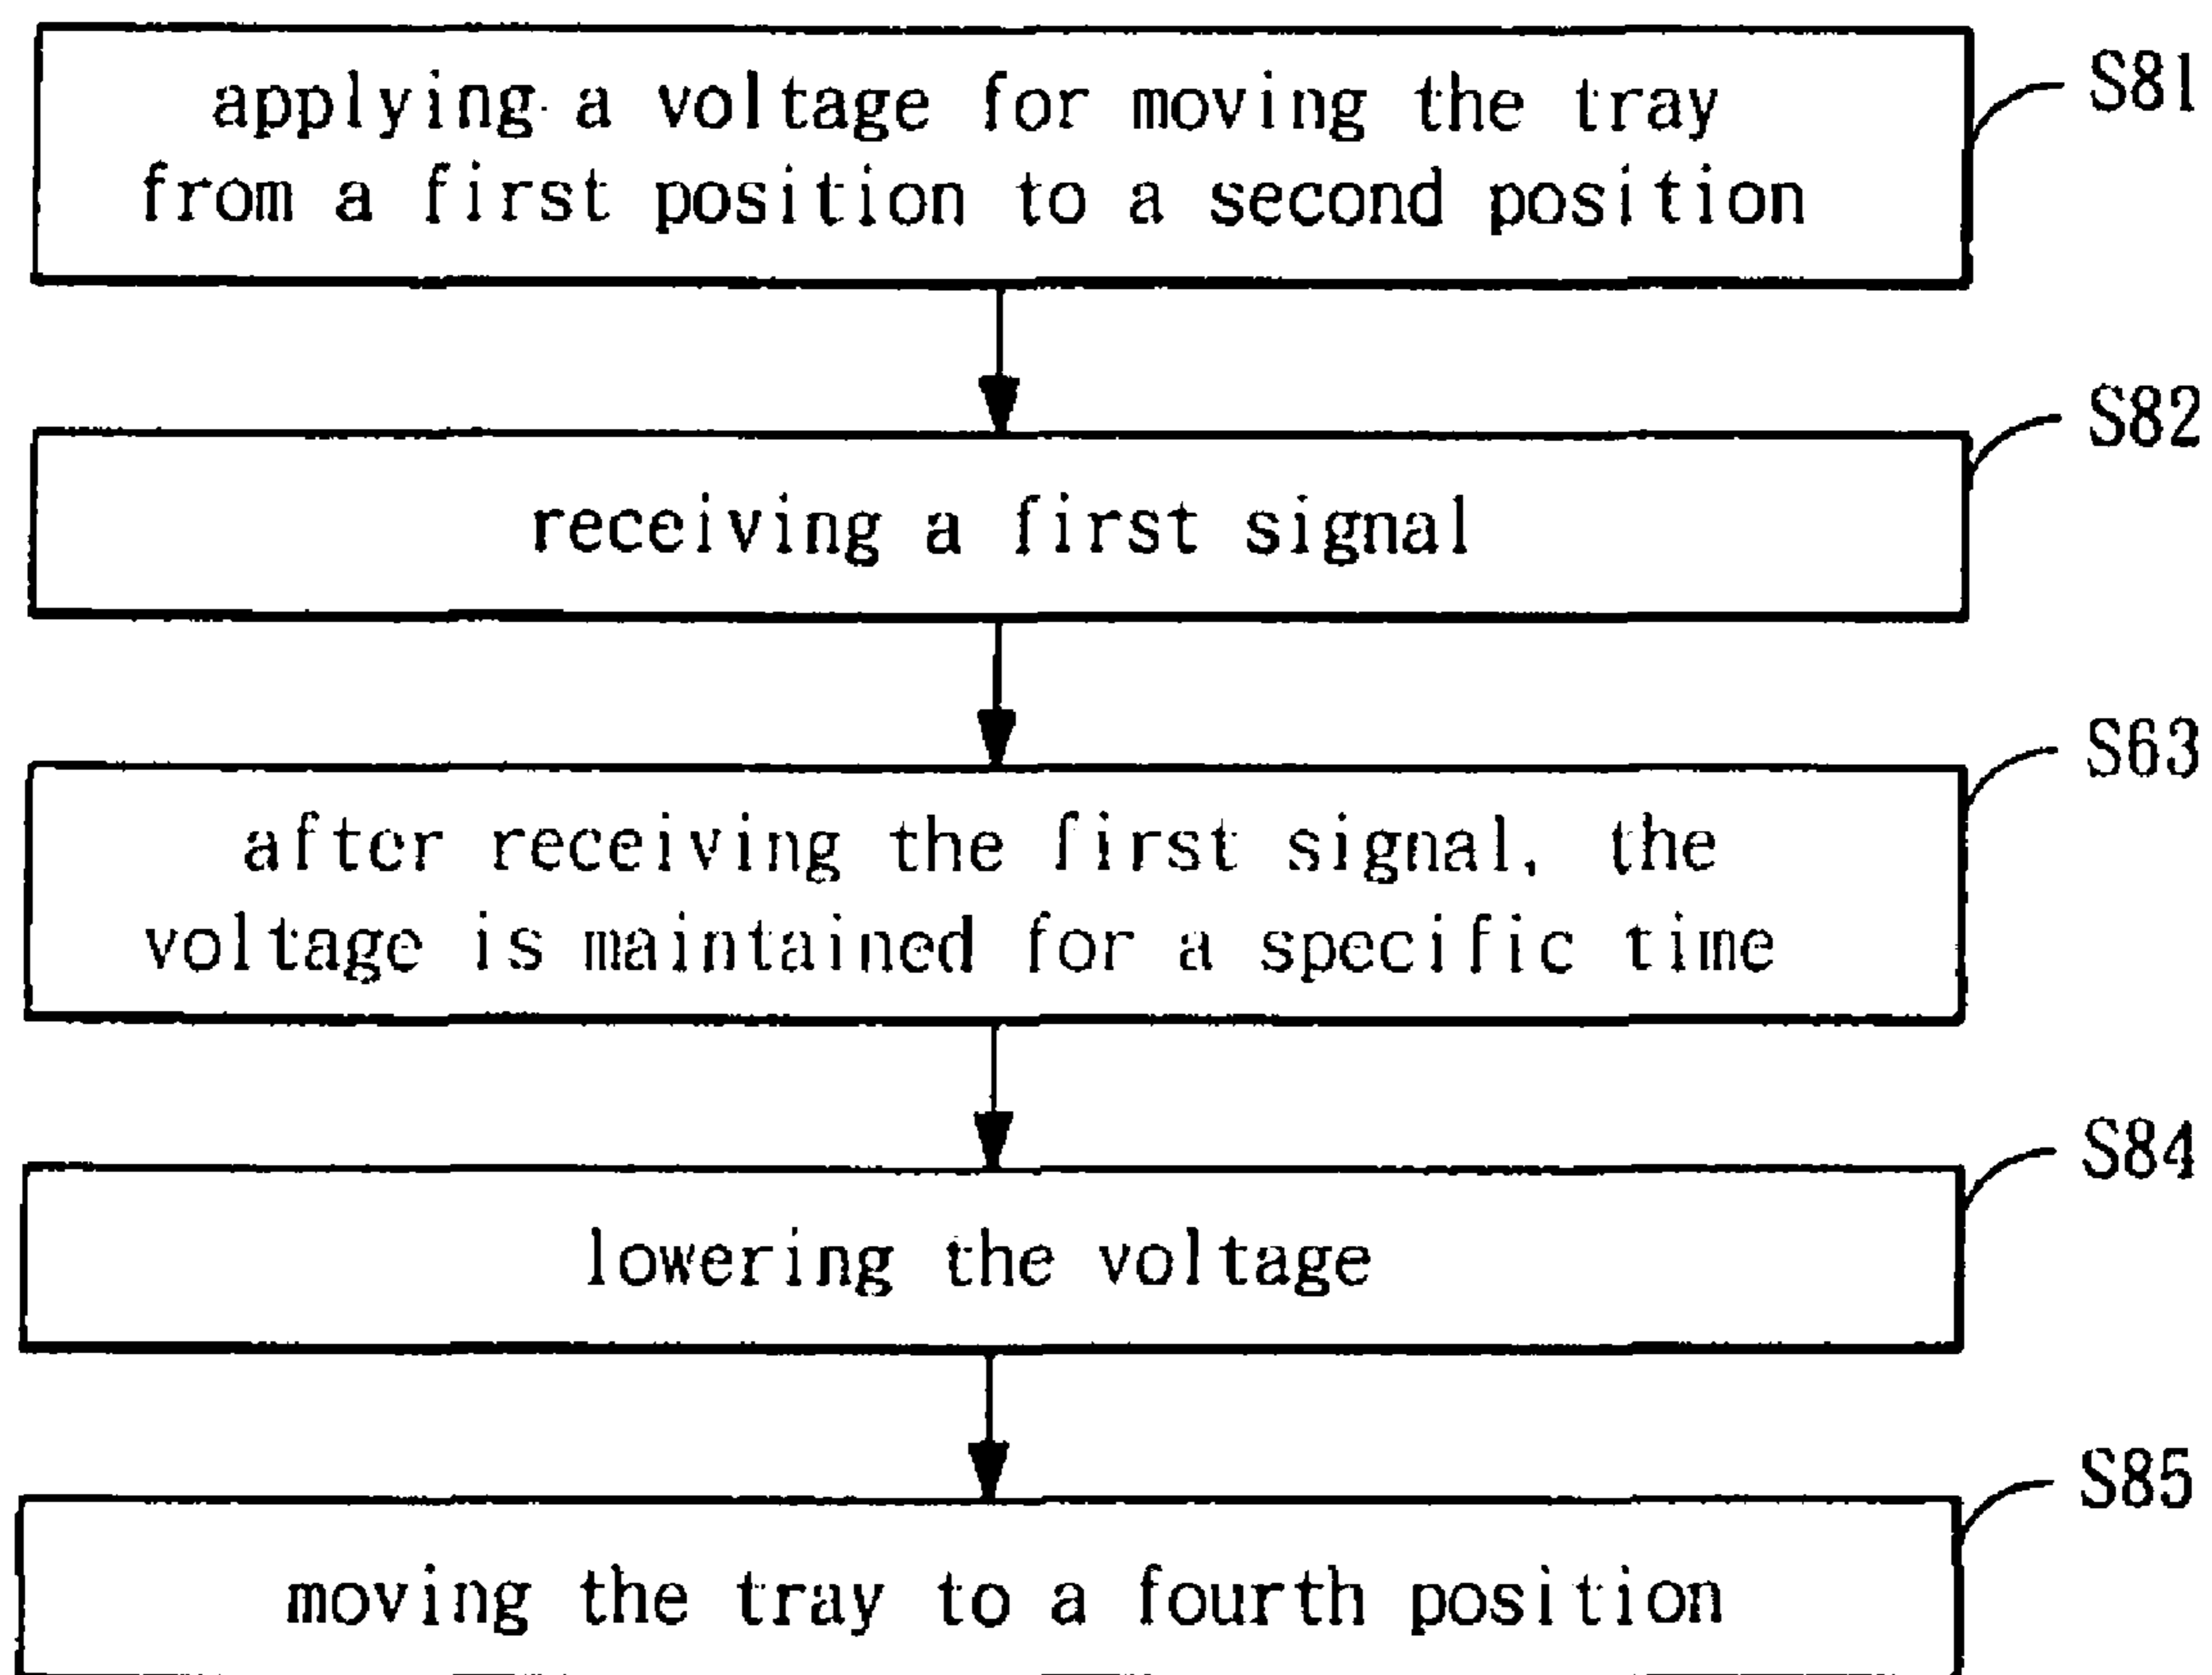 applying a voltage for moving the tray
from a first position to a second position
S81
receiving a first signal
S82
after receiving the first signal, the
voltage is maintained for a specific time
S63
lowering the voltage
S84
moving the tray to a fourth position
S85